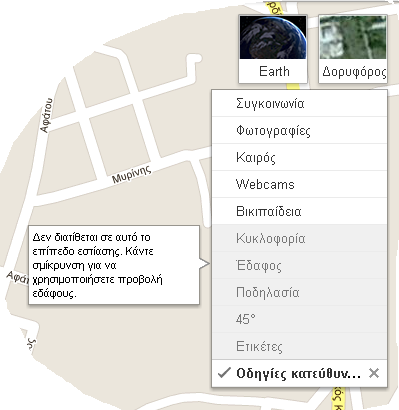 Earth
Δορυφόρος
Συγκοινωνία
Φωτογραφίες
Καιρός
Webcams
Βικιπαίδεια
Κυκλοφορία
Έδαφος
Ποδηλασία
45°
Ετικέτες
Οδηγίες κατεύθυν...
Δεν διατίθεται σε αυτό το
επίπεδο εστίασης. Κάντε
σμίκρυνση για να
χρησιμοποιήσετε προβολή
εδάφους.
Αφάτου
Μυρίνης